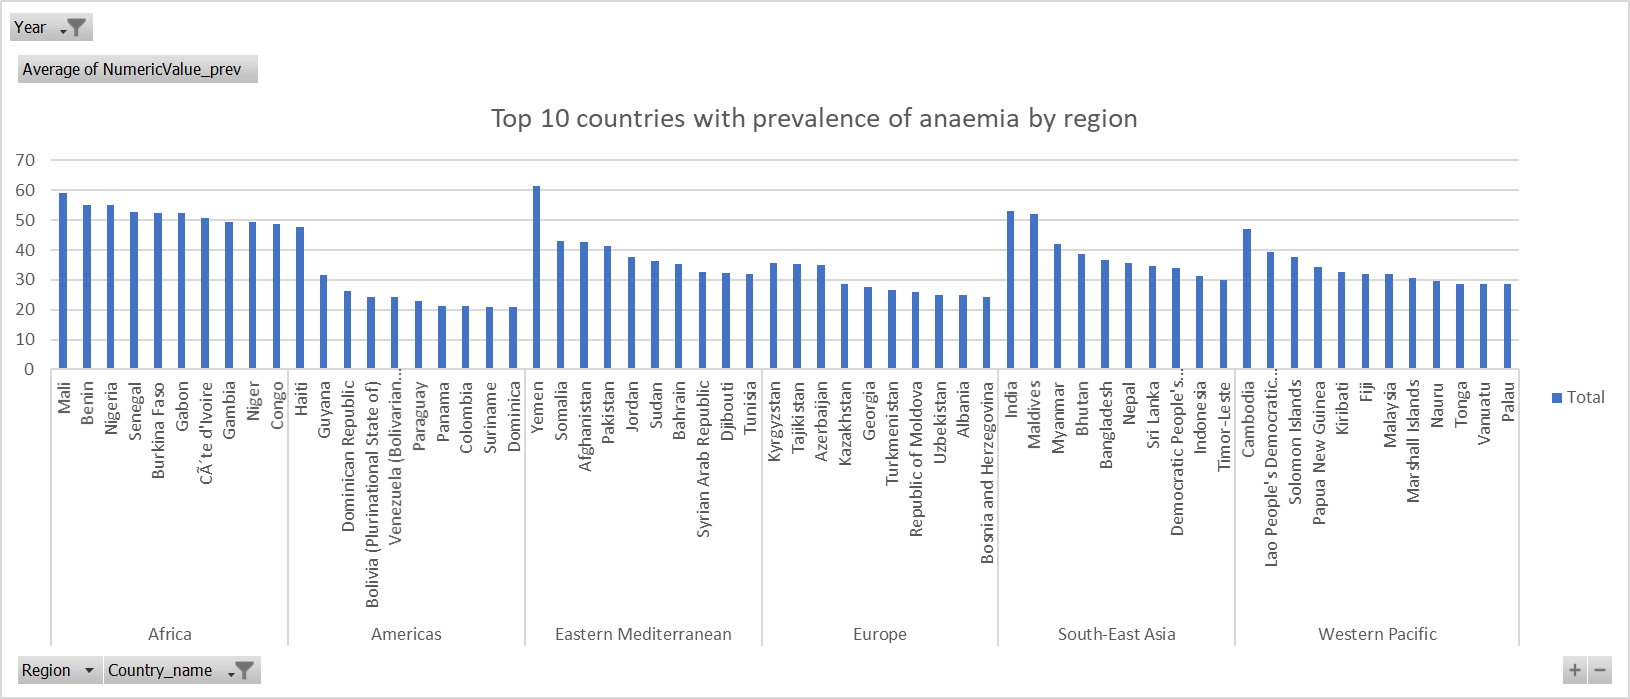 Year
Average of NumericValue_prev
Top 10 countries with prevalence of anaemia by region
70
60
50
40
30
20
10
0
Mali
Benin
Nigeria
Senegal
Burkina Faso
Gabon
CÃ´te d'Ivoire
Gambia
Niger
Congo
Haiti
Guyana
Dominican Republic
Bolivia (Plurinational State of)
Venezuela (Bolivarian...
Paraguay
Panama
Colombia
Suriname
Dominica
Yemen
Somalia
Afghanistan
Pakistan
Jordan
Sudan
Bahrain
Syrian Arab Republic
Djibouti
Tunisia
Kyrgyzstan
Tajikistan
Azerbaijan
Kazakhstan
Georgia
Turkmenistan
Republic of Moldova
Uzbekistan
Albania
Bosnia and Herzegovina
India
Maldives
Myanmar
Bhutan
Bangladesh
Nepal
Sri Lanka
Democratic People's...
Indonesia
Timor-Leste
Cambodia
Lao People's Democratic...
Solomon Islands
Papua New Guinea
Kiribati
Fiji
Malaysia
Marshall Islands
Nauru
Tonga
Vanuatu
Palau
Africa
Americas
Eastern Mediterranean
Europe
South-East Asia
Western Pacific
Total
Region
Country_name
+ −